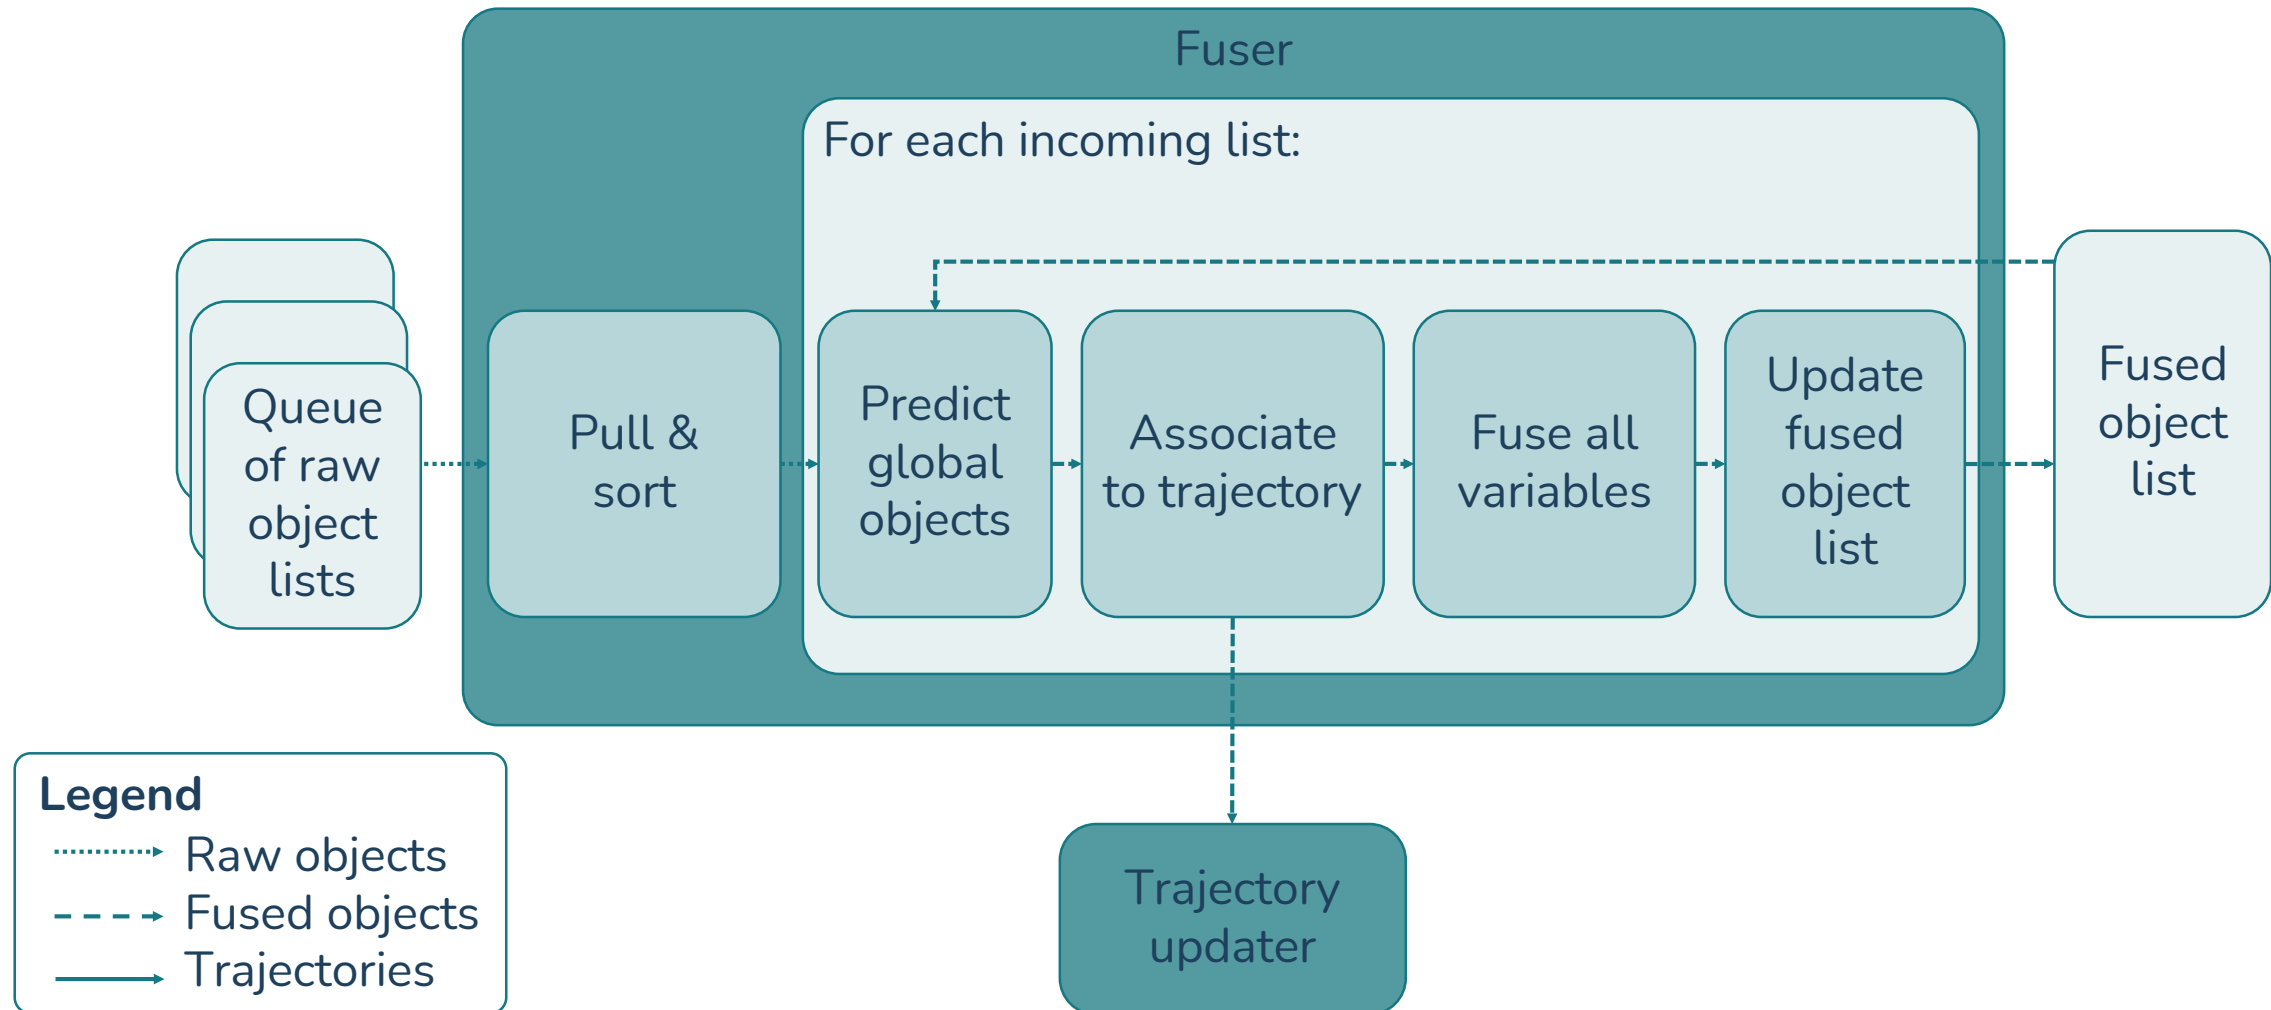 Fuser
For each incoming list:
Queue
of raw
object
lists
Pull &
sort
Predict
global
objects
Associate
to trajectory
Fuse all
variables
Update
fused
object
list
Fused
object
list
Trajectory
updater
Legend
Raw objects
Fused objects
Trajectories